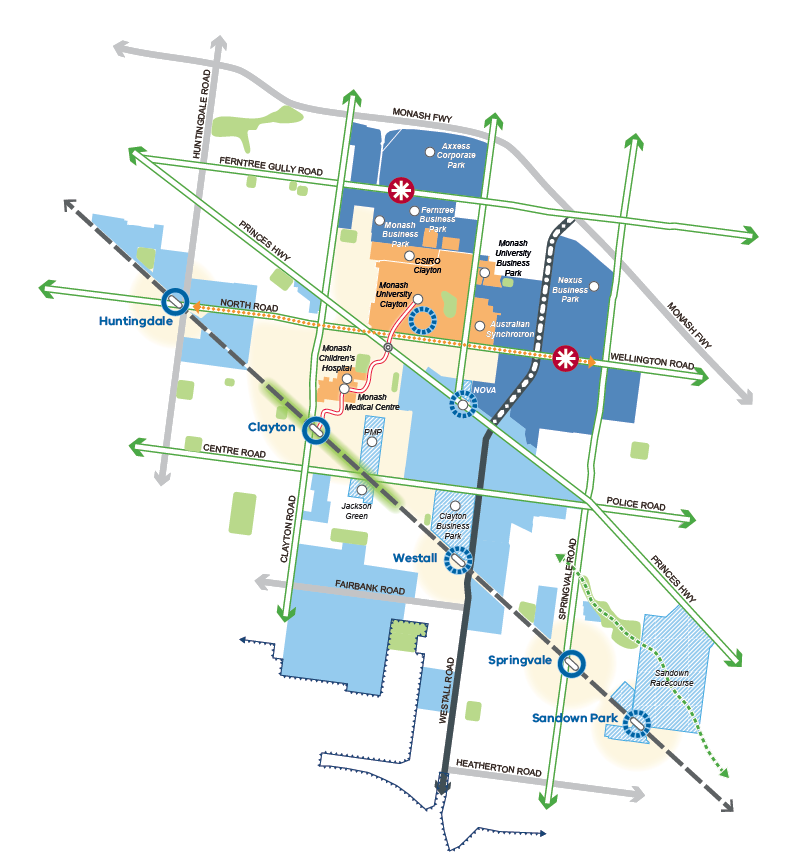 HUNTINGDALE ROAD
MONASH FWY
Axxess
Corporate
Park
FERNTREE GULLY ROAD
Ferntree
Business
Park
Monash
Business
Park
PRINCES HWY
CSIRO
Clayton
Monash
University
Business
Park
Monash
University
Clayton
Nexus
Business
Park
NORTH ROAD
Huntingdale
Australian
Synchrotron
MONASH FWY
WELLINGTON ROAD
Monash
Children's
Hospital
NOVA
Monash
Medical Centre
Clayton
PMP
CENTRE ROAD
Jackson
Green
CLAYTON ROAD
Clayton
Business
Park
POLICE ROAD
Westall
SPRINGVALE ROAD
PRINCES HWY
FAIRBANK ROAD
Springvale
Sandown
Racecourse
WESTALL ROAD
Sandown Park
HEATHERTON ROAD